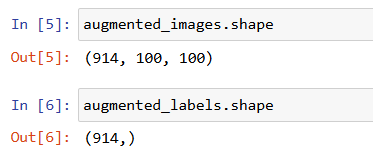 In [5]: augmented_images.shape
Out[5]: (914, 100, 100)
In [6]: augmented_labels.shape
Out[6]: (914,)